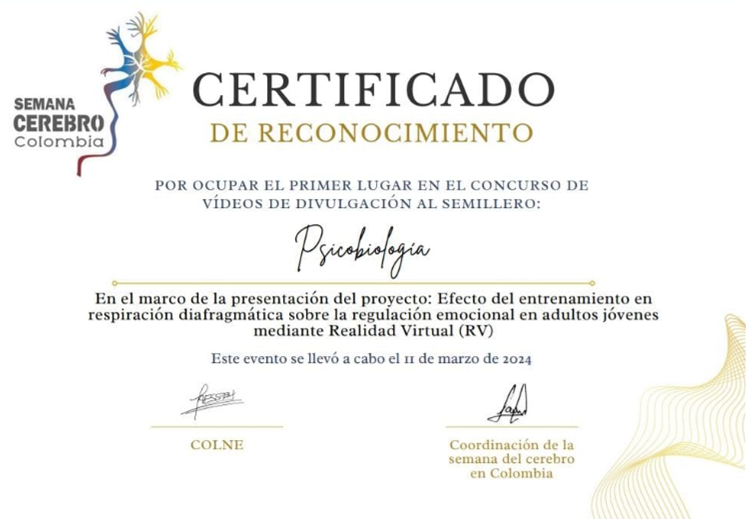 SEMANA
CEREBRO
Colombia
CERTIFICADO
DE RECONOCIMIENTO
POR OCUPAR EL PRIMER LUGAR EN EL CONCURSO DE
VÍDEOS DE DIVULGACIÓN AL SEMILLERO:
Psicobiología
En el marco de la presentación del proyecto: Efecto del entrenamiento en
respiración diafragmática sobre la regulación emocional en adultos jóvenes
mediante Realidad Virtual (RV)
Este evento se llevó a cabo el 11 de marzo de 2024
COLNE
Coordinación de la
semana del cerebro
en Colombia